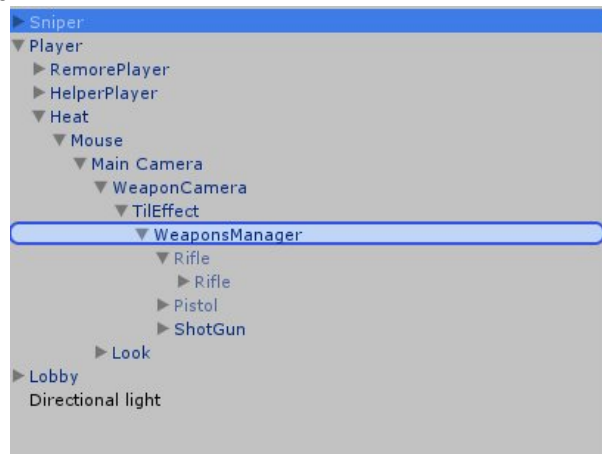 Sniper
Player
RemorePlayer
HelperPlayer
Heat
Mouse
Main Camera
WeaponCamera
TilEffect
WeaponsManager
Rifle
Rifle
Pistol
ShotGun
Look
Lobby
Directional light